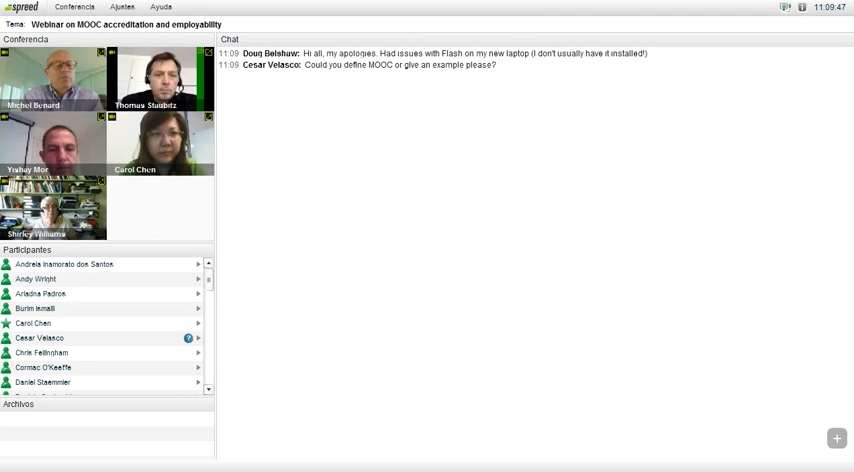 spreed Conferencia Ajustes Ayuda 11:09:47
Tema: Webinar on MOOC accreditation and employability
Conferencia
Michel Benard
Thomas Staubitz
Yishay Mor
Carol Chen
Shirley Williams
Participantes
Andreia Inamorato dos Santos
Andy Wright
Ariadna Padros
Burim Ismaili
Carol Chen
Cesar Velasco ?
Chris Fellingham
Cormac O'Keeffe
Daniel Staemmler
Archivos
Chat
11:09 Doug Belshaw: Hi all, my apologies. Had issues with Flash on my new laptop (I don't usually have it installed!)
11:09 Cesar Velasco: Could you define MOOC or give an example please?